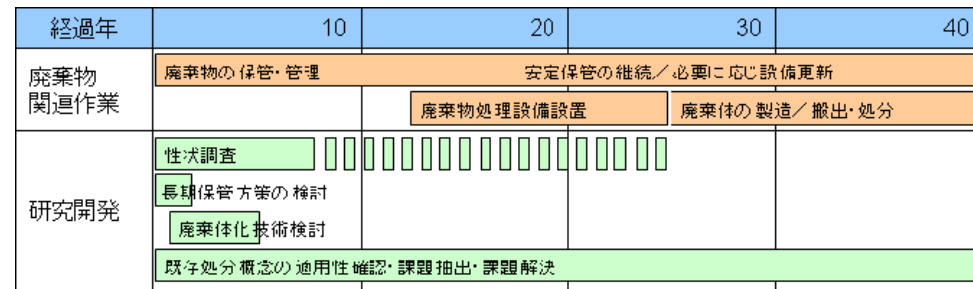 経過年 10 20 30 40
廃棄物
関連作業
廃棄物の保管・管理 安定保管の継続／必要に応じ設備更新
廃棄物処理設備設置 廃棄体の製造／搬出・処分
研究開発
性状調査
長期保管方策の検討
廃棄体化技術検討
既存処分概念の適用性確認・課題抽出・課題解決